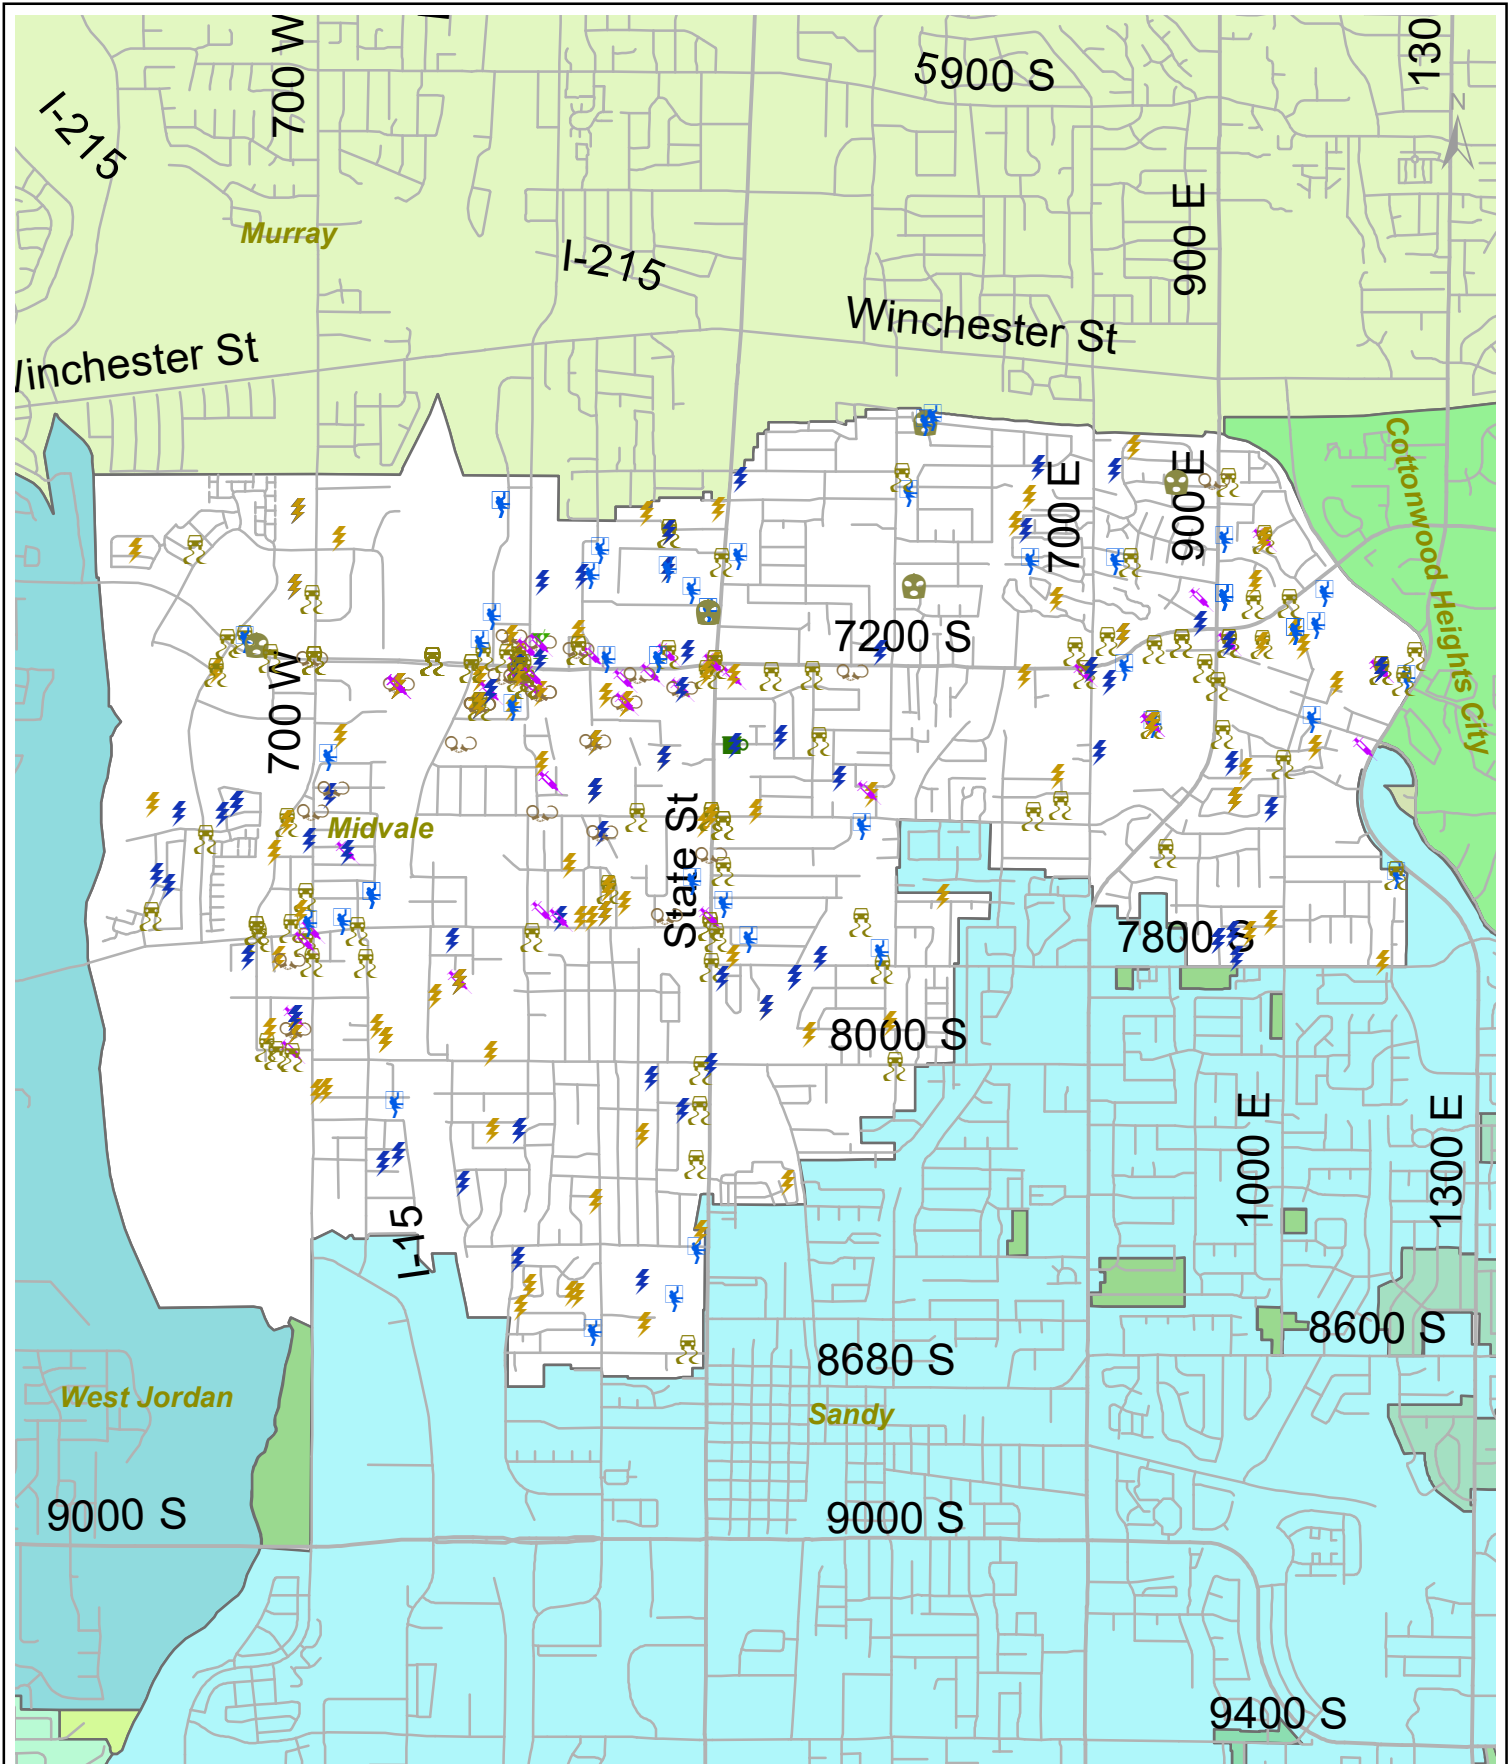 700 W
5900 S
130
N
I-215
900 E
Murray
I-215
Winchester St
Winchester St
Cottonwood Heights City
700 E
900 E
7200 S
700 W
Midvale
State St
7800 S
8000 S
1000 E
1300 E
I-15
8600 S
8680 S
West Jordan
Sandy
9000 S
9000 S
9400 S